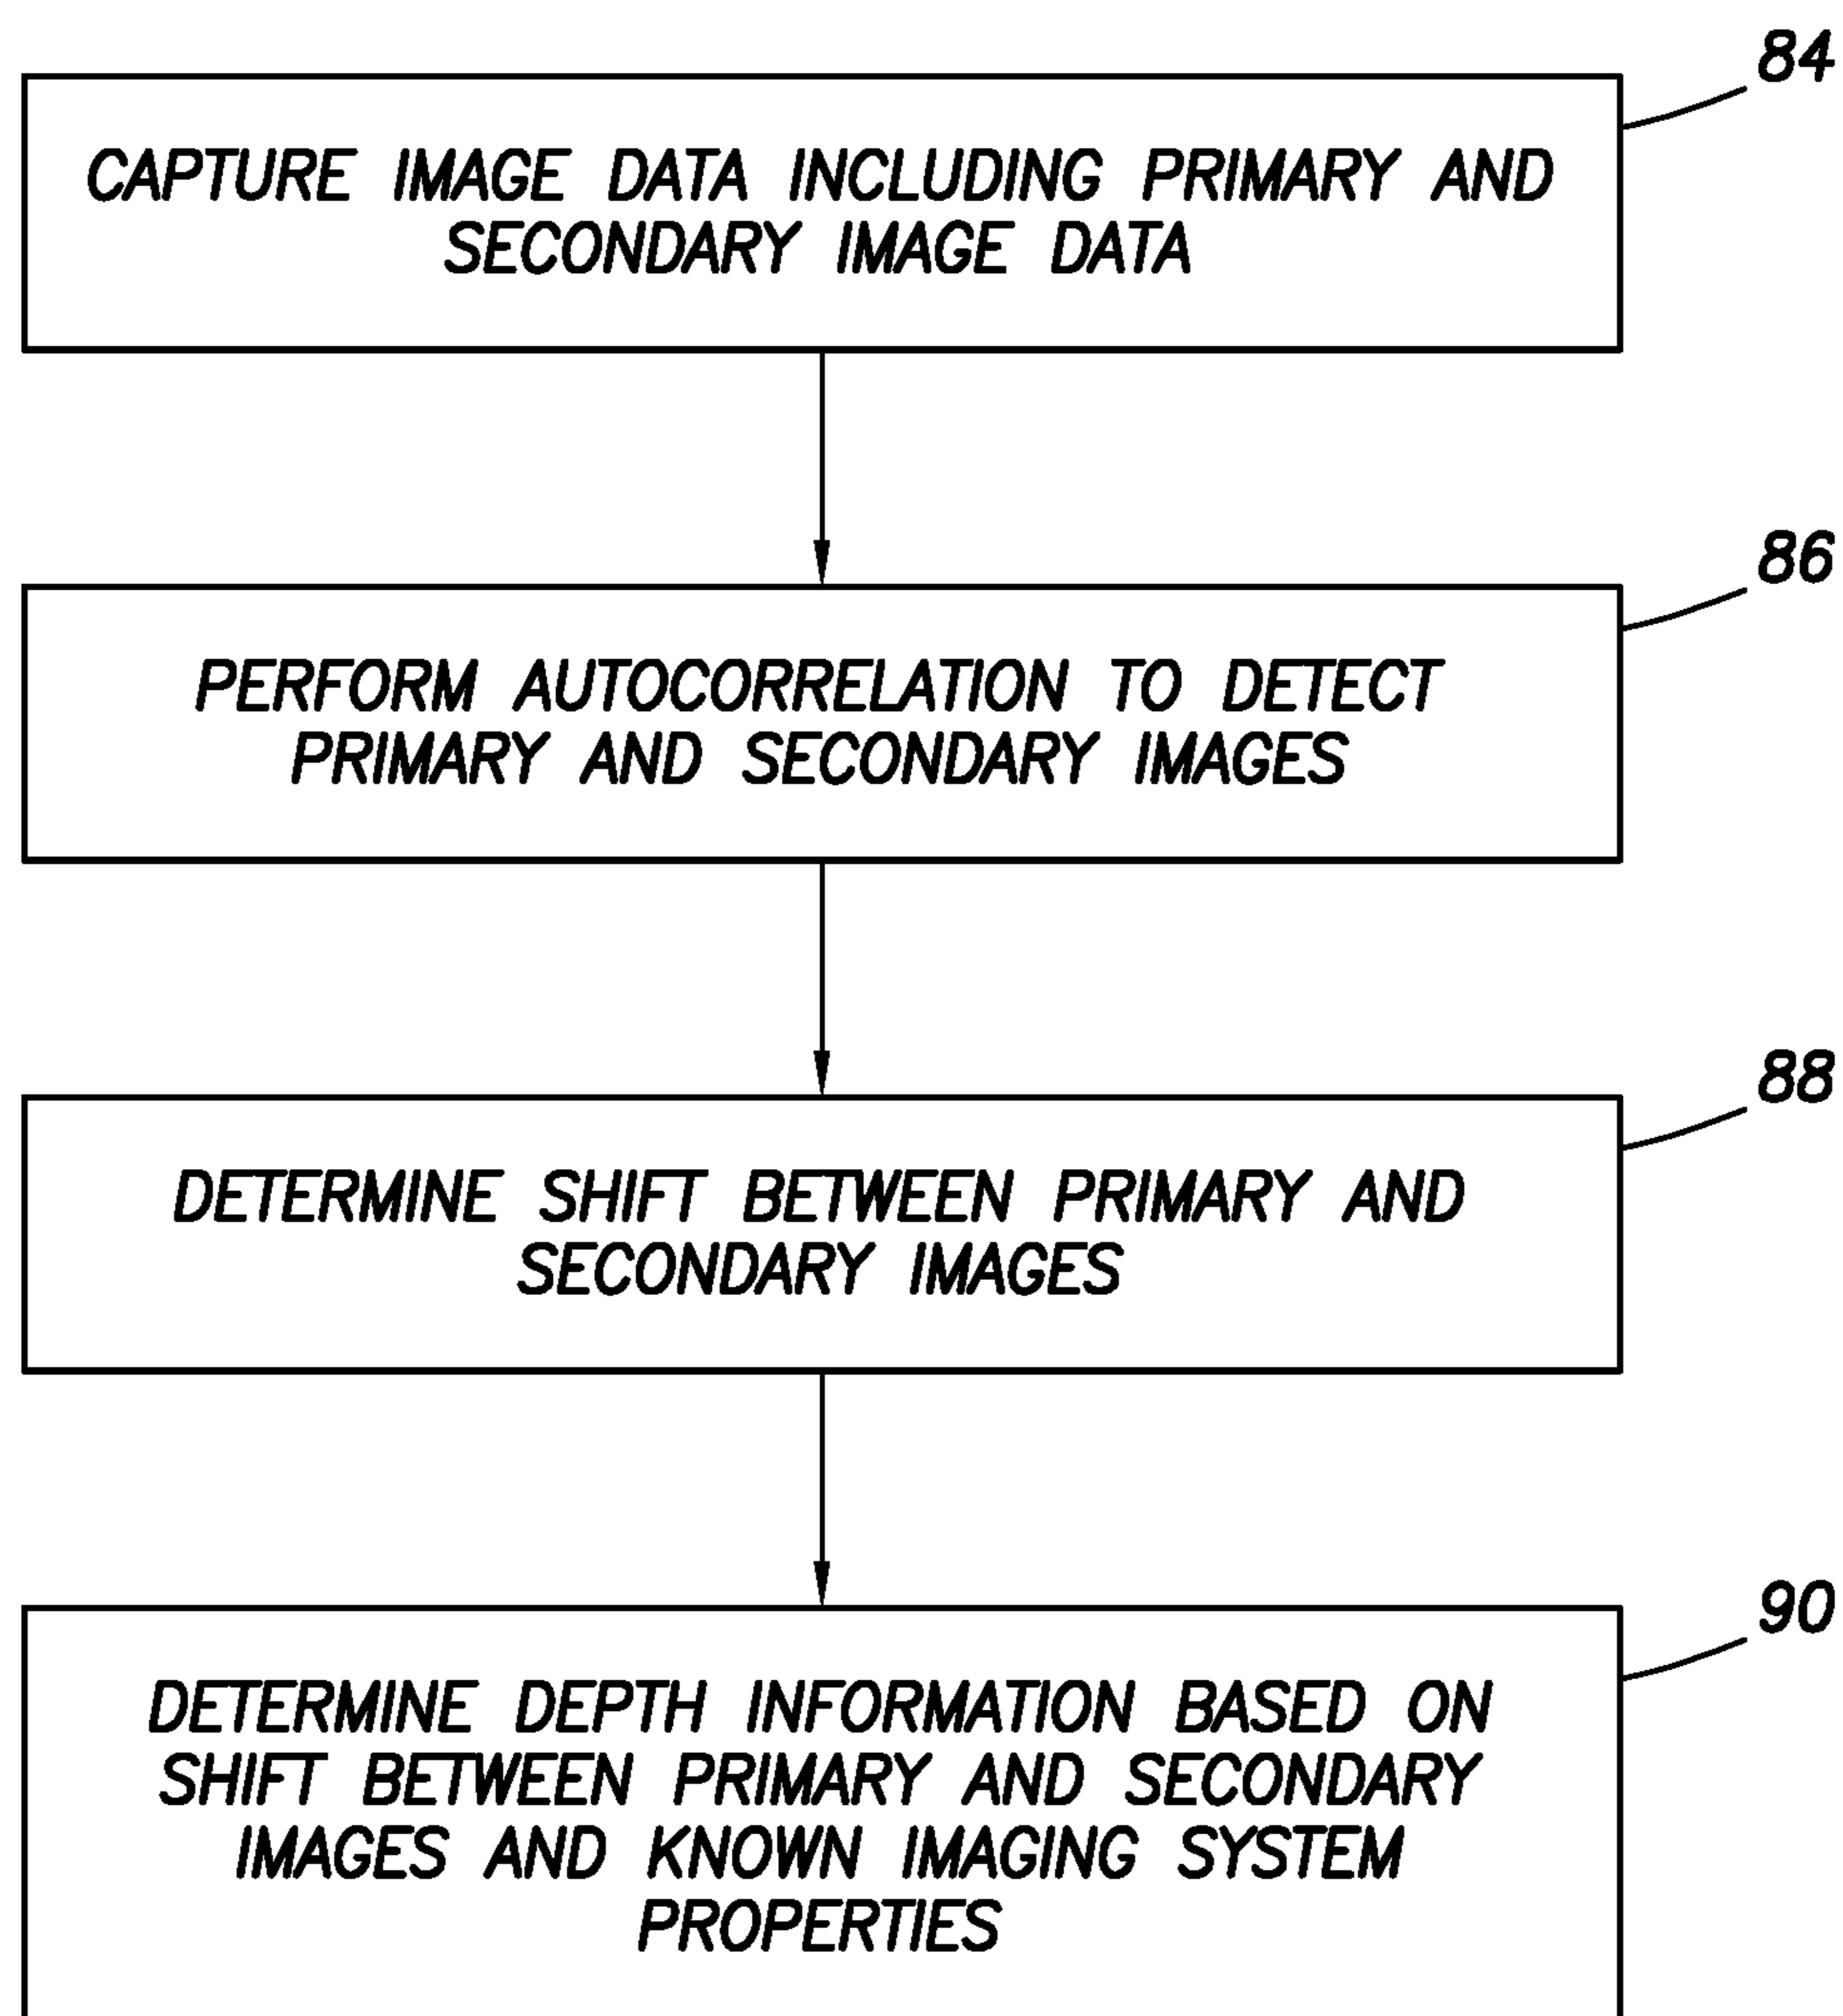 84
CAPTURE IMAGE DATA INCLUDING PRIMARY AND
SECONDARY IMAGE DATA
86
PERFORM AUTOCORRELATION TO DETECT
PRIMARY AND SECONDARY IMAGES
88
DETERMINE SHIFT BETWEEN PRIMARY AND
SECONDARY IMAGES
90
DETERMINE DEPTH INFORMATION BASED ON
SHIFT BETWEEN PRIMARY AND SECONDARY
IMAGES AND KNOWN IMAGING SYSTEM
PROPERTIES